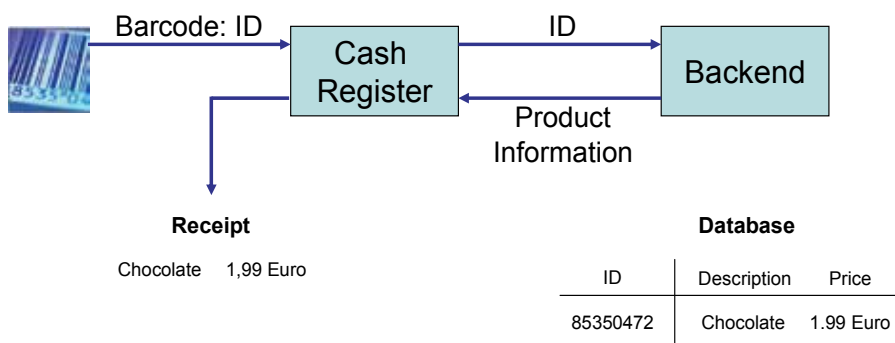 Barcode: ID
ID
Cash
Register
Backend
Product
Information
Receipt
Chocolate 1,99 Euro
Database
ID Description Price
85350472 Chocolate 1.99 Euro